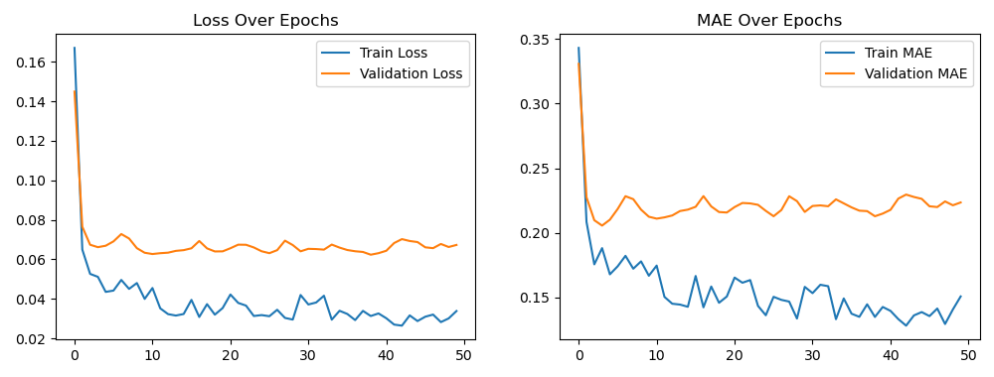 Loss Over Epochs
Train Loss
Validation Loss
0.16
0.14
0.12
0.10
0.08
0.06
0.04
0.02
0 10 20 30 40 50
MAE Over Epochs
Train MAE
Validation MAE
0.35
0.30
0.25
0.20
0.15
0 10 20 30 40 50